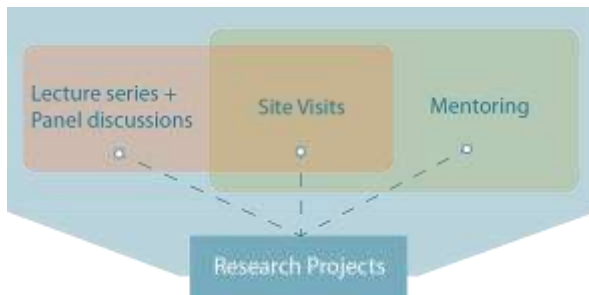 Lecture series +
Panel discussions
Site Visits
Mentoring
Research Projects